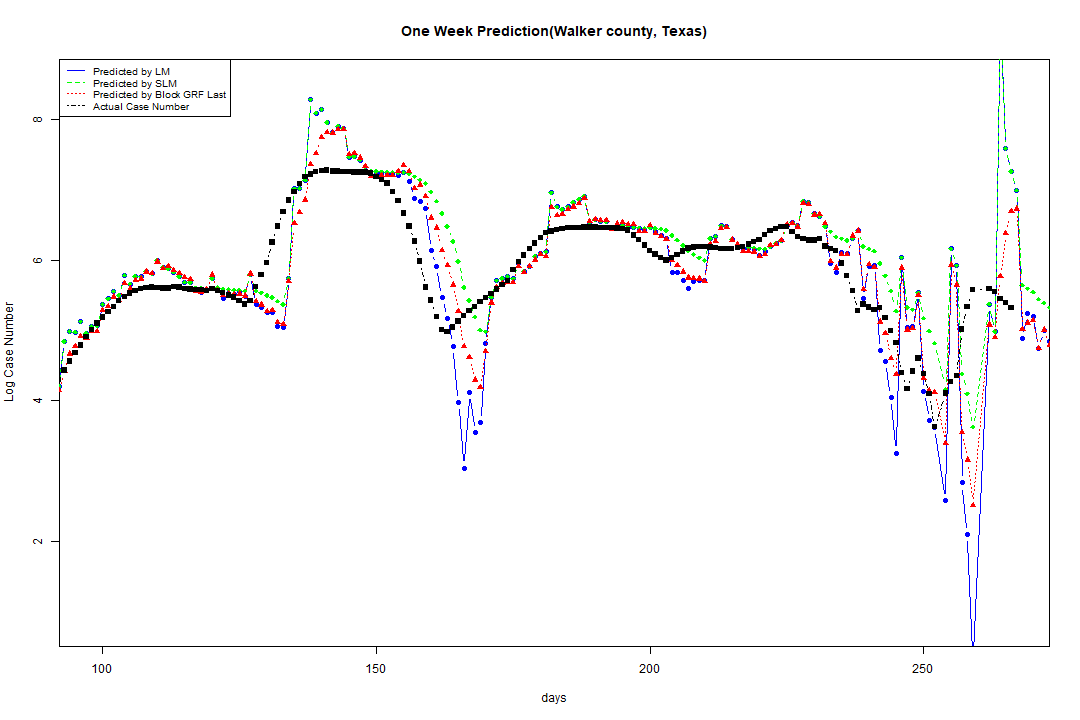 One Week Prediction(Walker county, Texas)
Predicted by LM
Predicted by SLM
Predicted by Block GRF Last
Actual Case Number
8
6
4
2
Log Case Number
100 150 200 250
days